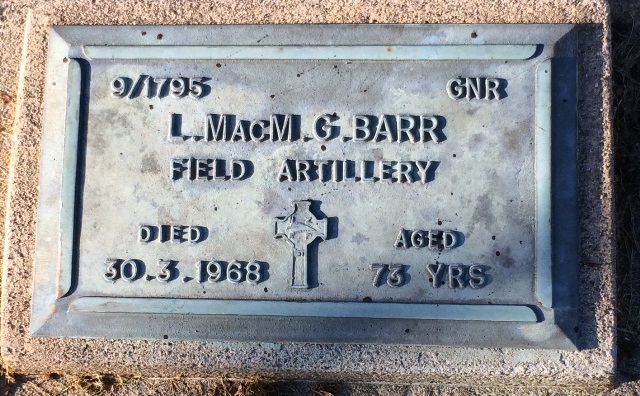 9/1795 GNR
L.MacM.G.BARR
FIELD ARTILLERY
DIED AGED
30.3.1968 73 YRS